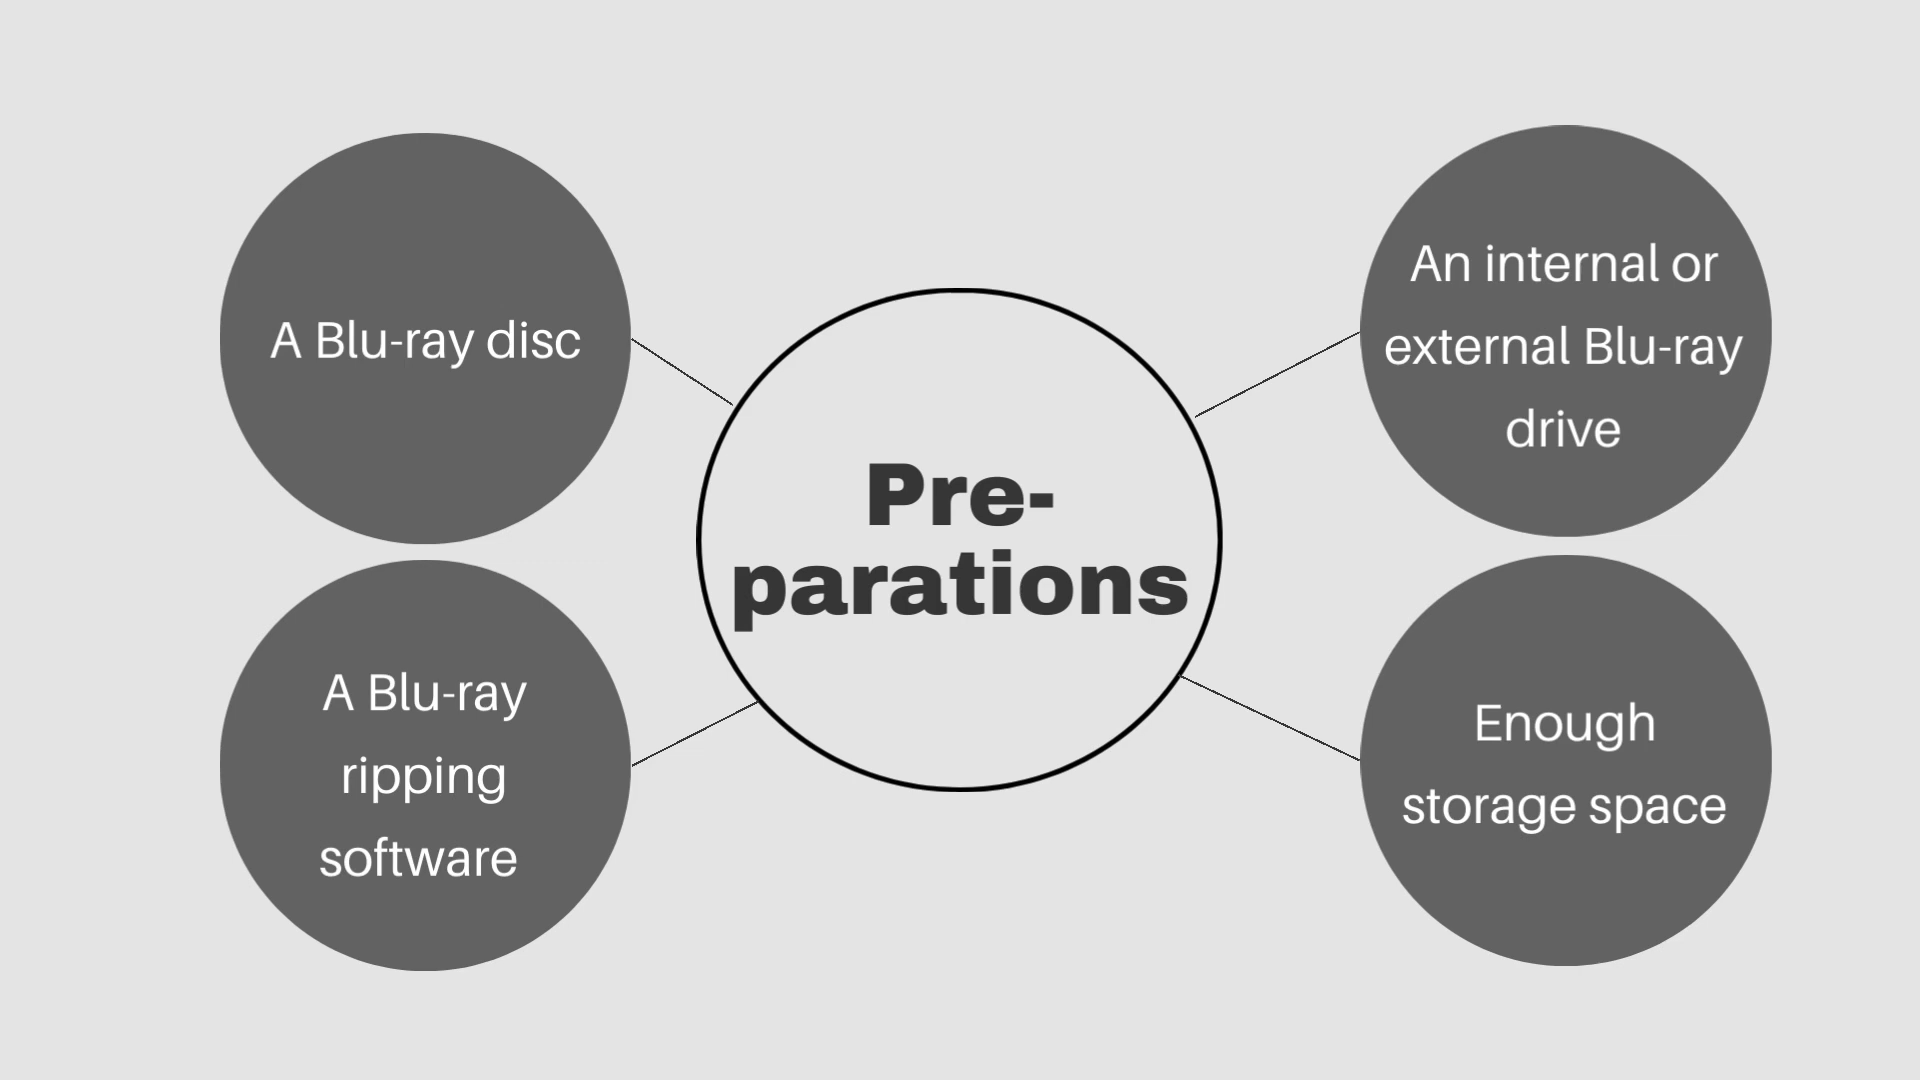 A Blu-ray disc
A Blu-ray
ripping
software
Pre-
parations
An internal or
external Blu-ray
drive
Enough
storage space